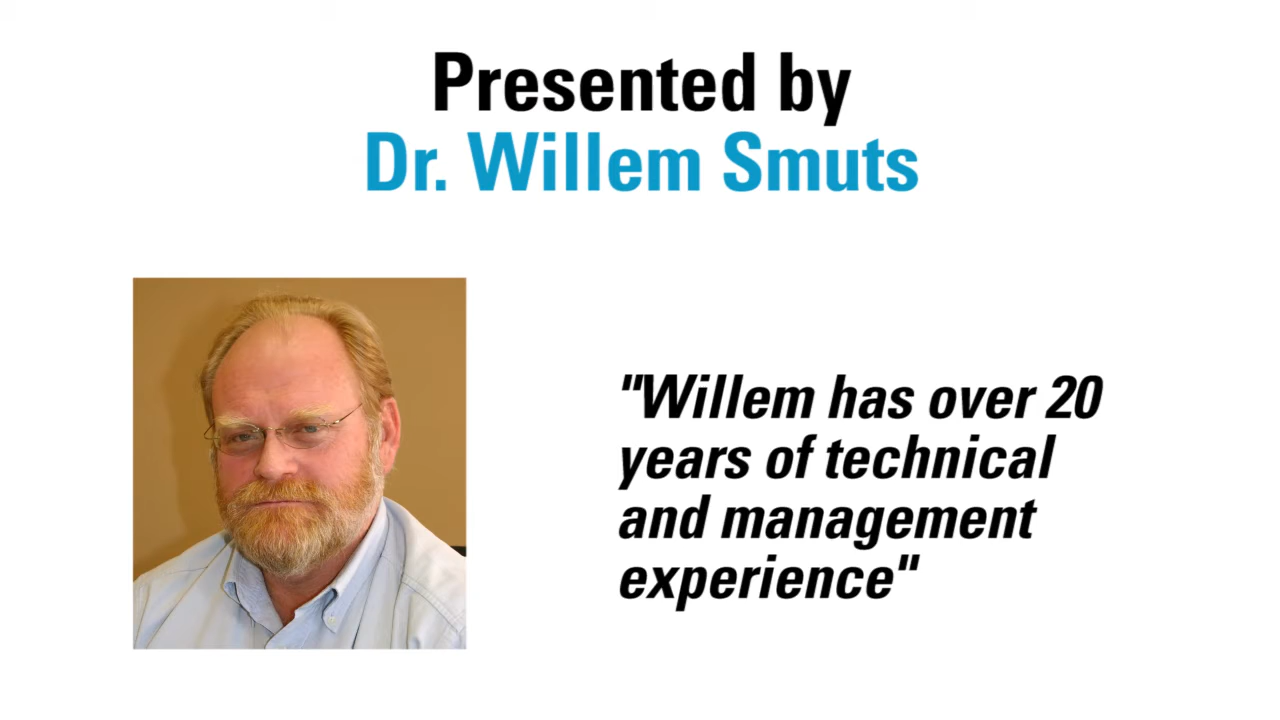 Presented by
Dr. Willem Smuts
"Willem has over 20
years of technical
and management
experience"